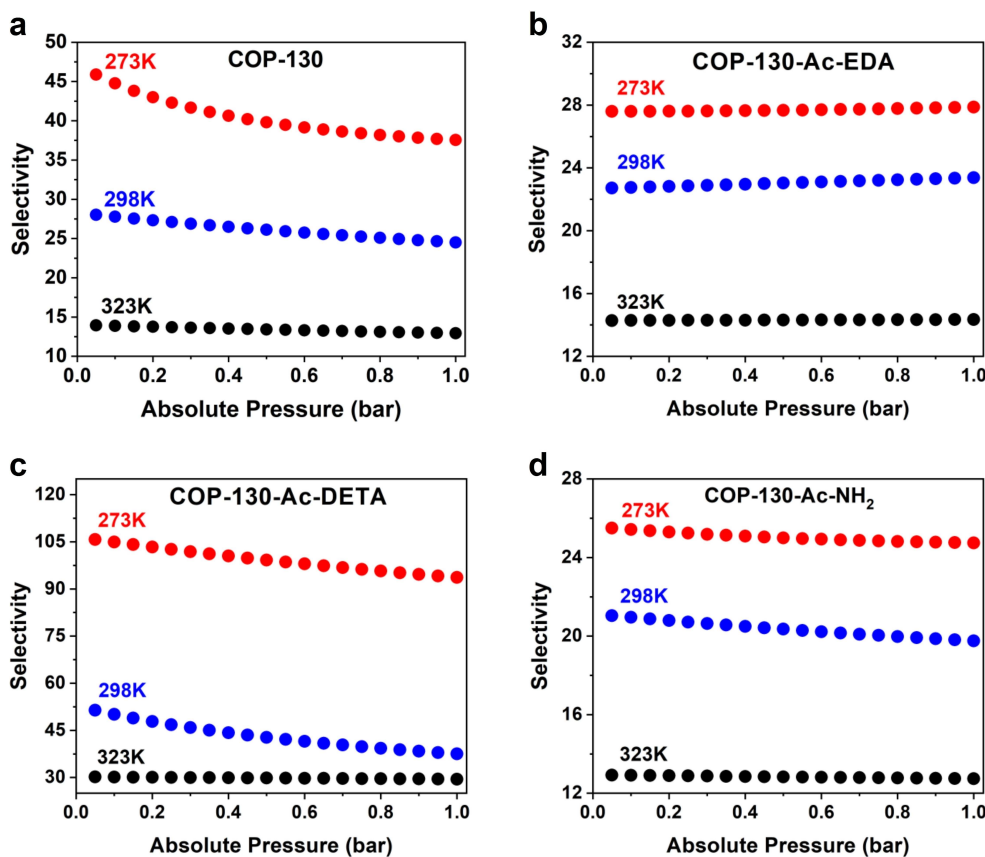 a
COP-130
50
45
40
35
30
25
20
15
10
273K
298K
323K
Selectivity
0.0 0.2 0.4 0.6 0.8 1.0
Absolute Pressure (bar)
b
COP-130-Ac-EDA
32
28
24
20
16
12
273K
298K
323K
Selectivity
0.0 0.2 0.4 0.6 0.8 1.0
Absolute Pressure (bar)
c
COP-130-Ac-DETA
120
105
90
75
60
45
30
273K
298K
323K
Selectivity
0.0 0.2 0.4 0.6 0.8 1.0
Absolute Pressure (bar)
d
COP-130-Ac-NH₂
28
24
20
16
12
273K
298K
323K
Selectivity
0.0 0.2 0.4 0.6 0.8 1.0
Absolute Pressure (bar)